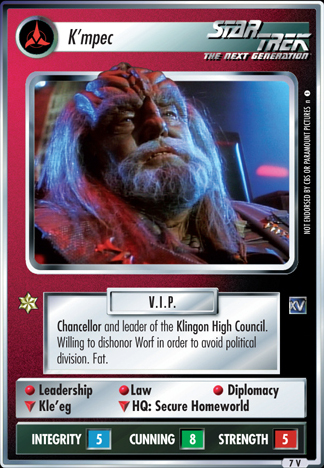 K'mpec
STAR TREK
THE NEXT GENERATION
NOT ENDORSED BY CBS OR PARAMOUNT PICTURES
V.I.P.
Chancellor and leader of the Klingon High Council.
Willing to dishonor Worf in order to avoid political
division. Fat.
KV
Leadership Law Diplomacy
Kle'eg HQ: Secure Homeworld
INTEGRITY 5 CUNNING 8 STRENGTH 5
7 V